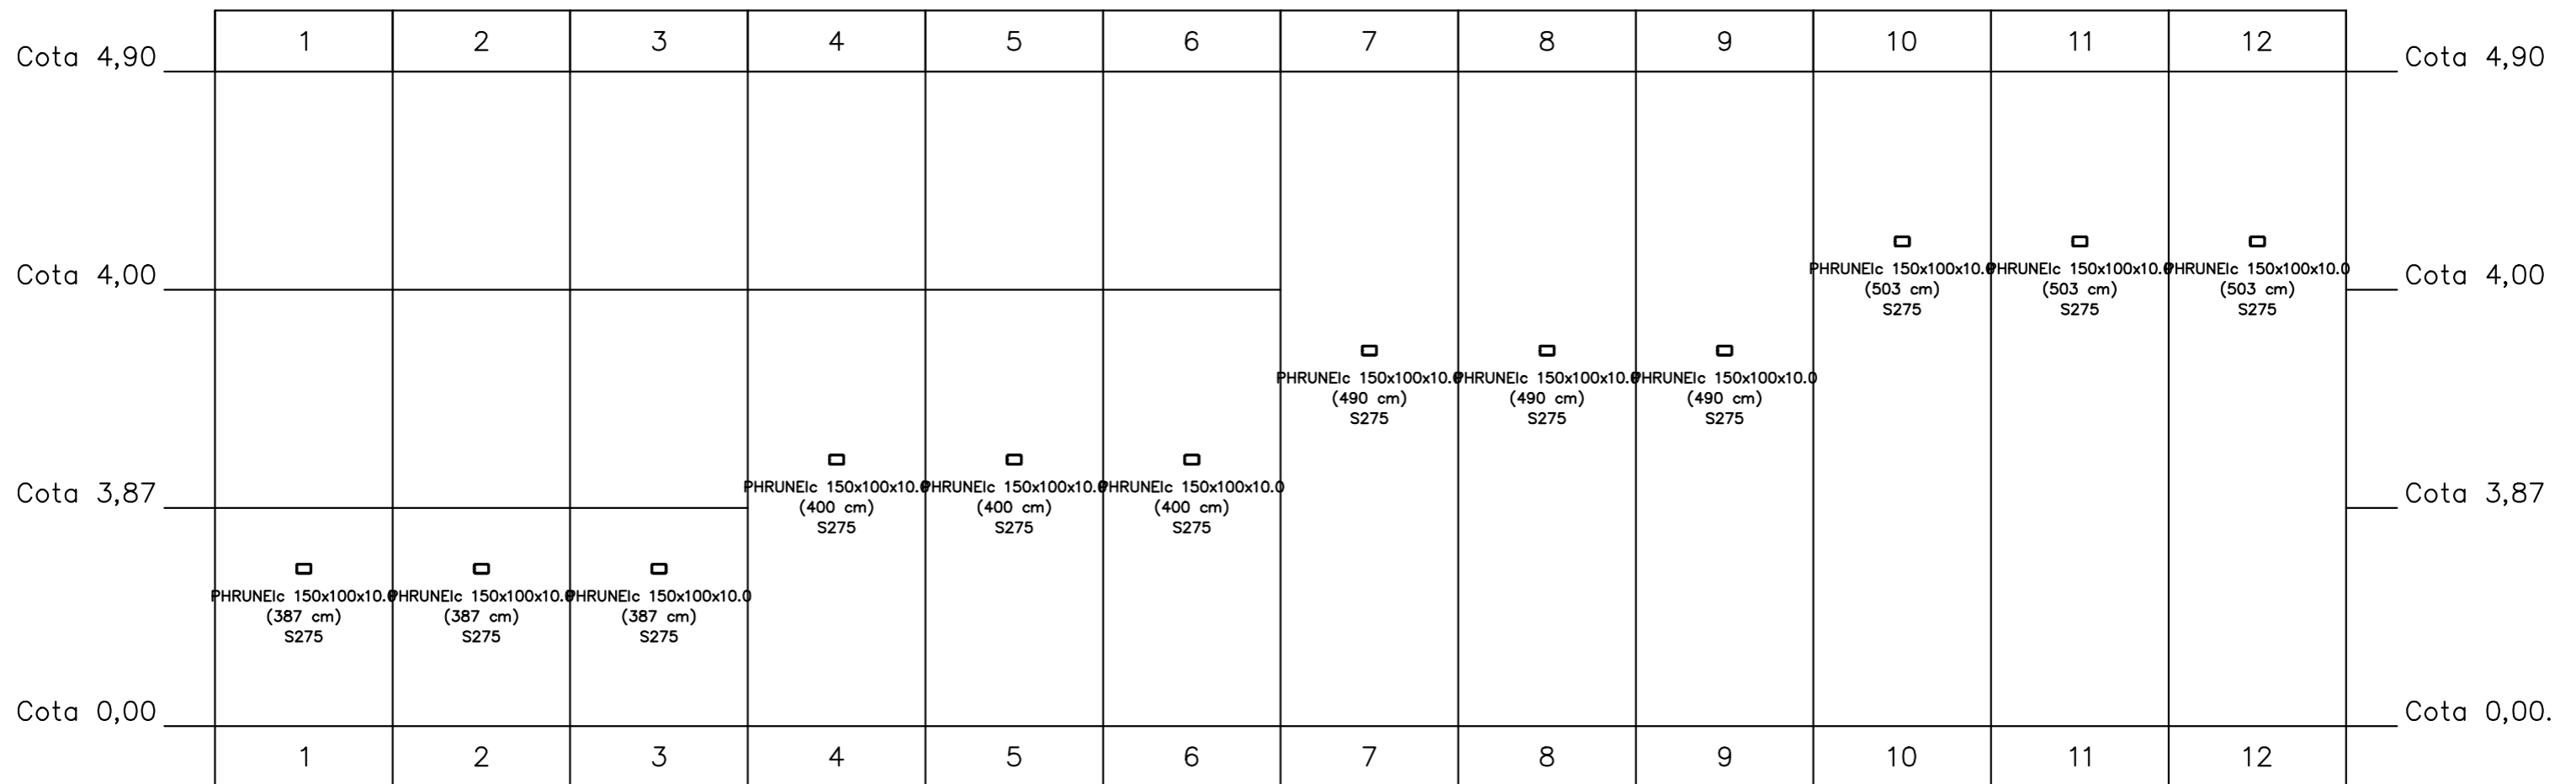 1 2 3 4 5 6 7 8 9 10 11 12
Cota 4,90 Cota 4,90
PHRUNEIc 150x100x10.0 PHRUNEIc 150x100x10.0 PHRUNEIc 150x100x10.0
Cota 4,00 (503 cm) (503 cm) (503 cm) Cota 4,00
S275 S275 S275
PHRUNEIc 150x100x10.0 PHRUNEIc 150x100x10.0 PHRUNEIc 150x100x10.0
(490 cm) (490 cm) (490 cm)
S275 S275 S275
PHRUNEIc 150x100x10.0 PHRUNEIc 150x100x10.0 PHRUNEIc 150x100x10.0
Cota 3,87 (400 cm) (400 cm) (400 cm) Cota 3,87
S275 S275 S275
PHRUNEIc 150x100x10.0 PHRUNEIc 150x100x10.0 PHRUNEIc 150x100x10.0
(387 cm) (387 cm) (387 cm)
S275 S275 S275
Cota 0,00 Cota 0,00.
1 2 3 4 5 6 7 8 9 10 11 12